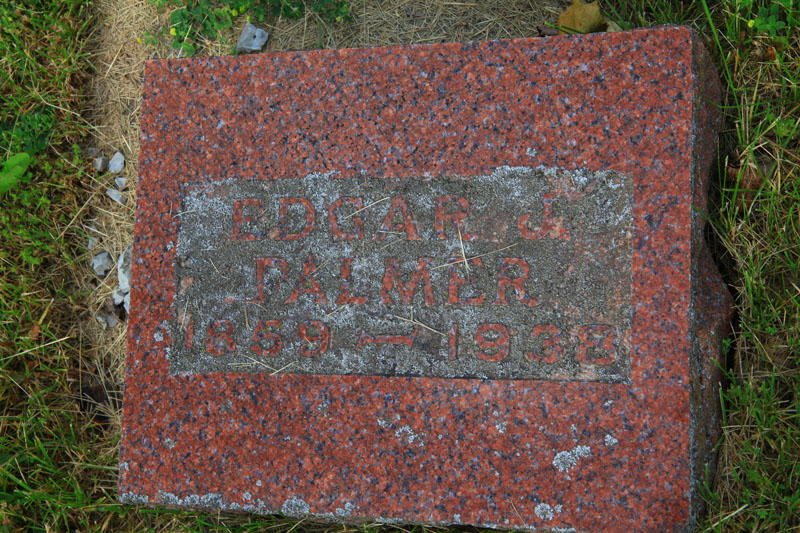 EDGAR J.
PALMER
1859 — 1938